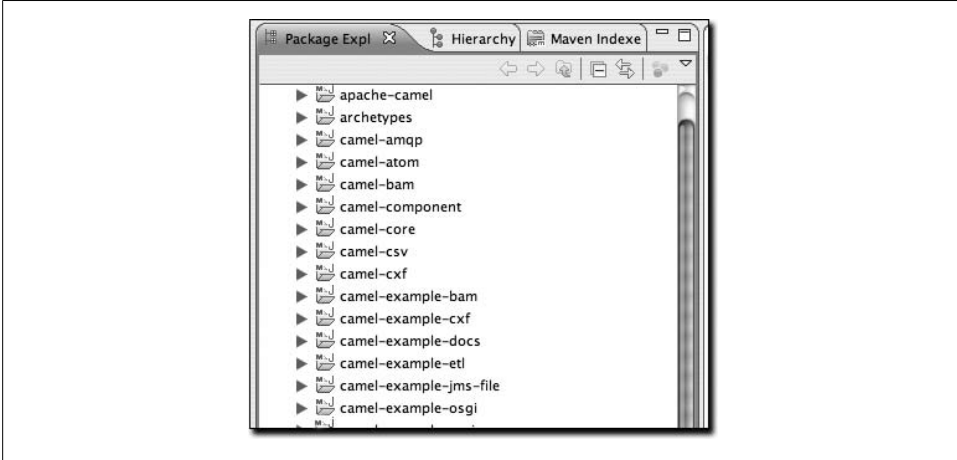 Package Expl Hierarchy Maven Indexe
apache-camel
archetypes
camel-amqp
camel-atom
camel-bam
camel-component
camel-core
camel-csv
camel-cxf
camel-example-bam
camel-example-cxf
camel-example-docs
camel-example-etl
camel-example-jms-file
camel-example-osgi